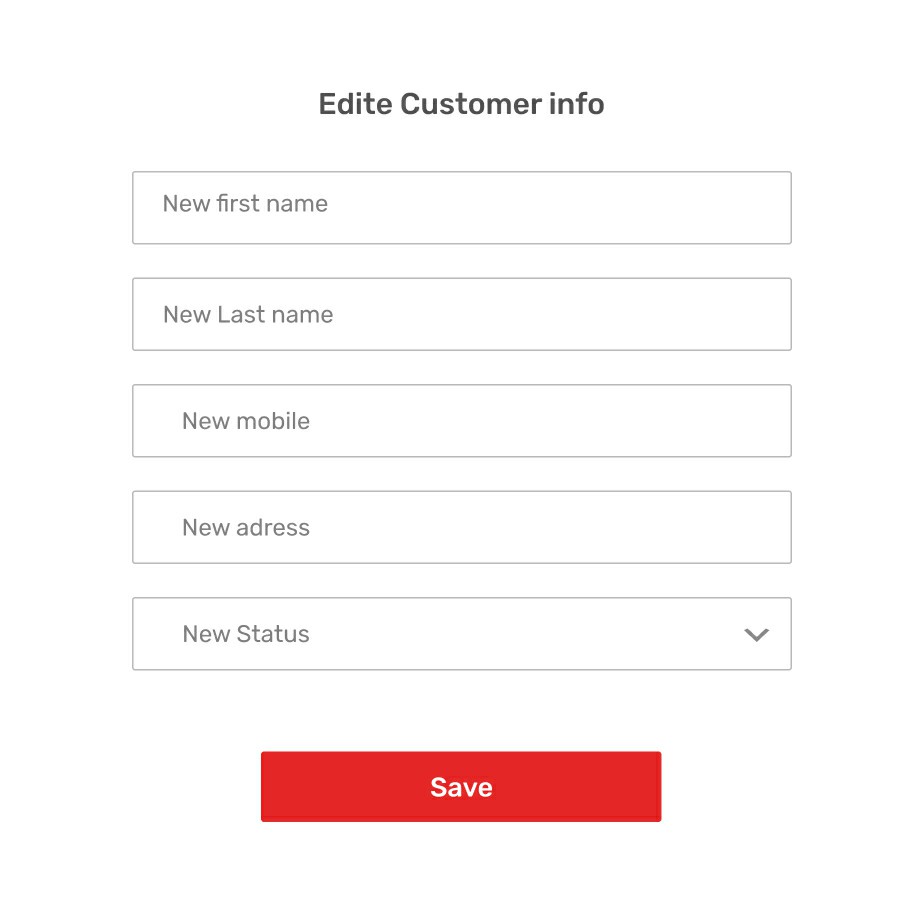 Edite Customer info
New first name
New Last name
New mobile
New adress
New Status
Save